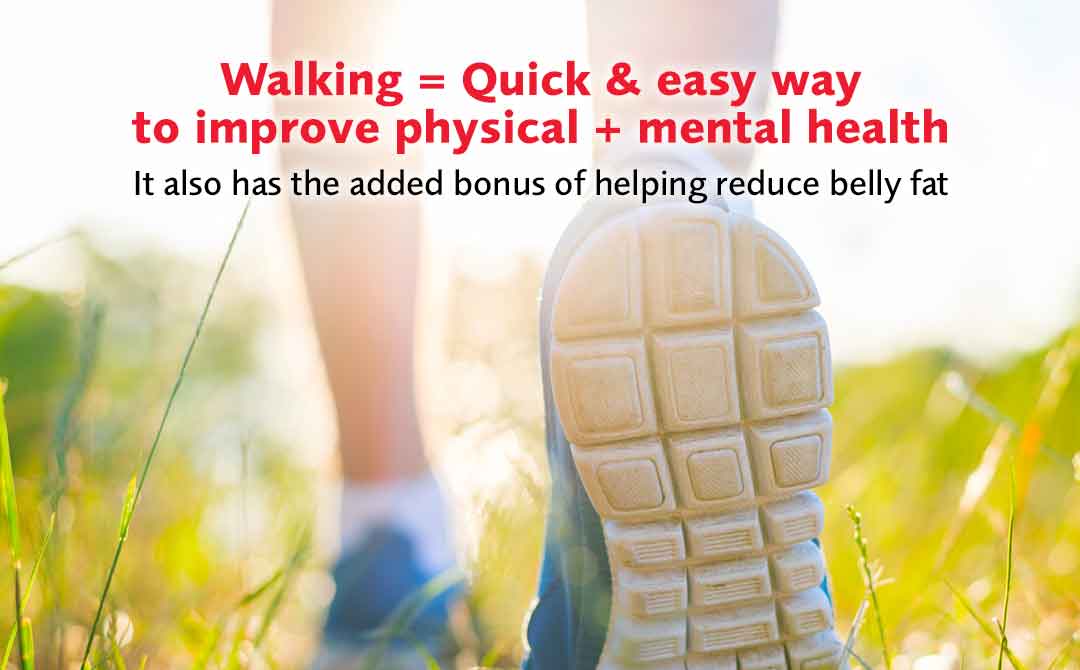 Walking = Quick & easy way
to improve physical + mental health
It also has the added bonus of helping reduce belly fat